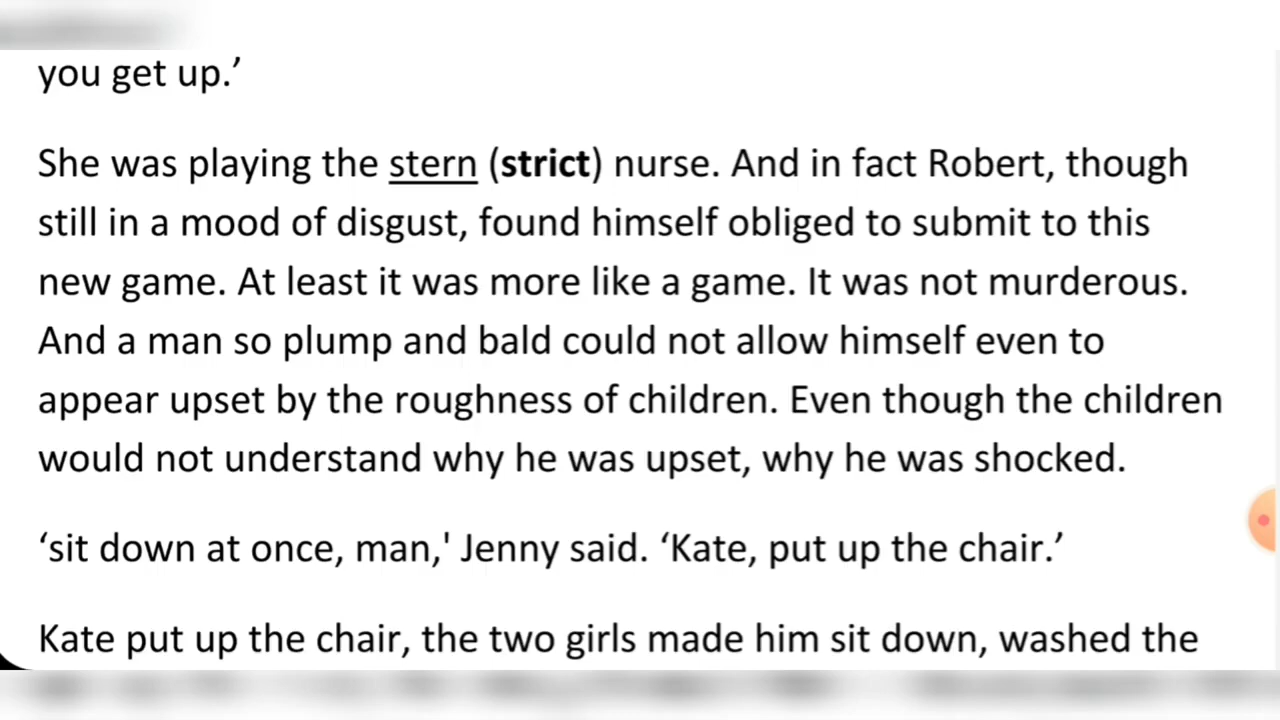 you get up.’
She was playing the stern (strict) nurse. And in fact Robert, though
still in a mood of disgust, found himself obliged to submit to this
new game. At least it was more like a game. It was not murderous.
And a man so plump and bald could not allow himself even to
appear upset by the roughness of children. Even though the children
would not understand why he was upset, why he was shocked.
‘sit down at once, man,' Jenny said. ‘Kate, put up the chair.’
Kate put up the chair, the two girls made him sit down, washed the